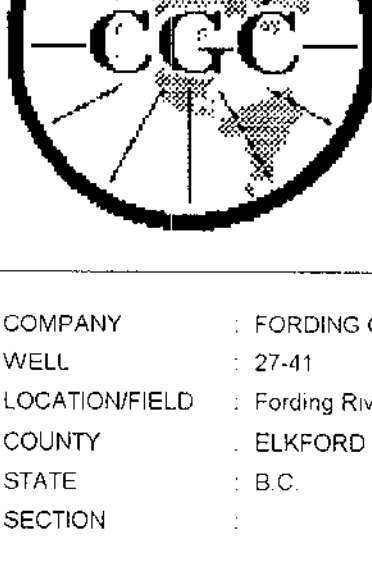 CGC
COMPANY : FORDING
WELL : 27-41
LOCATION/FIELD : Fording Riv
COUNTY . ELKFORD
STATE : B.C.
SECTION :